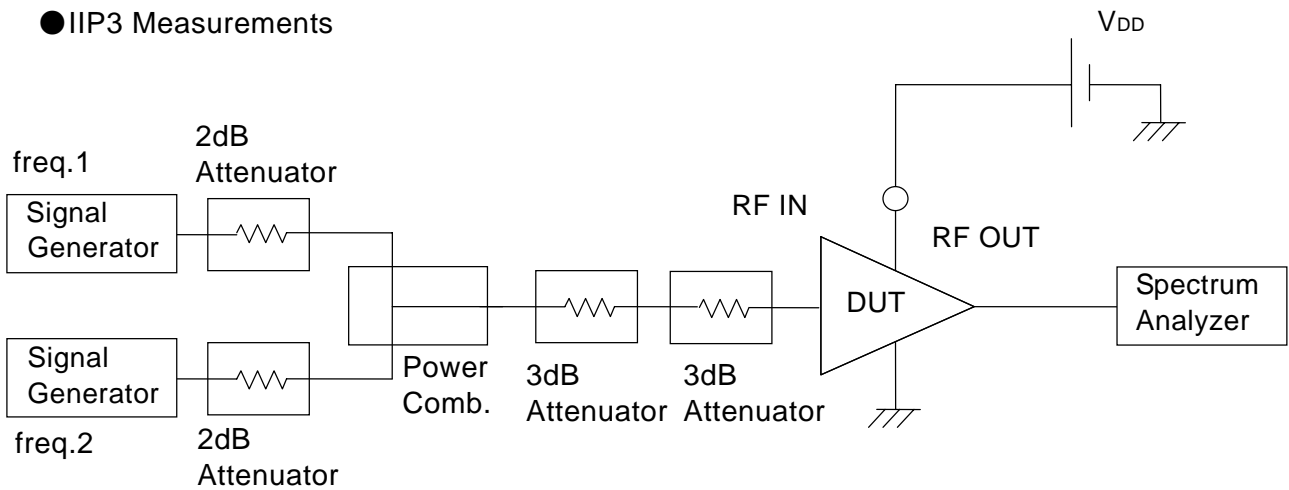 ●IIP3 Measurements
VDD
2dB
Attenuator
freq.1
Signal
Generator
RF IN
RF OUT
DUT
Spectrum
Analyzer
Signal
Generator
Power
Comb.
3dB
Attenuator
3dB
Attenuator
freq.2
2dB
Attenuator